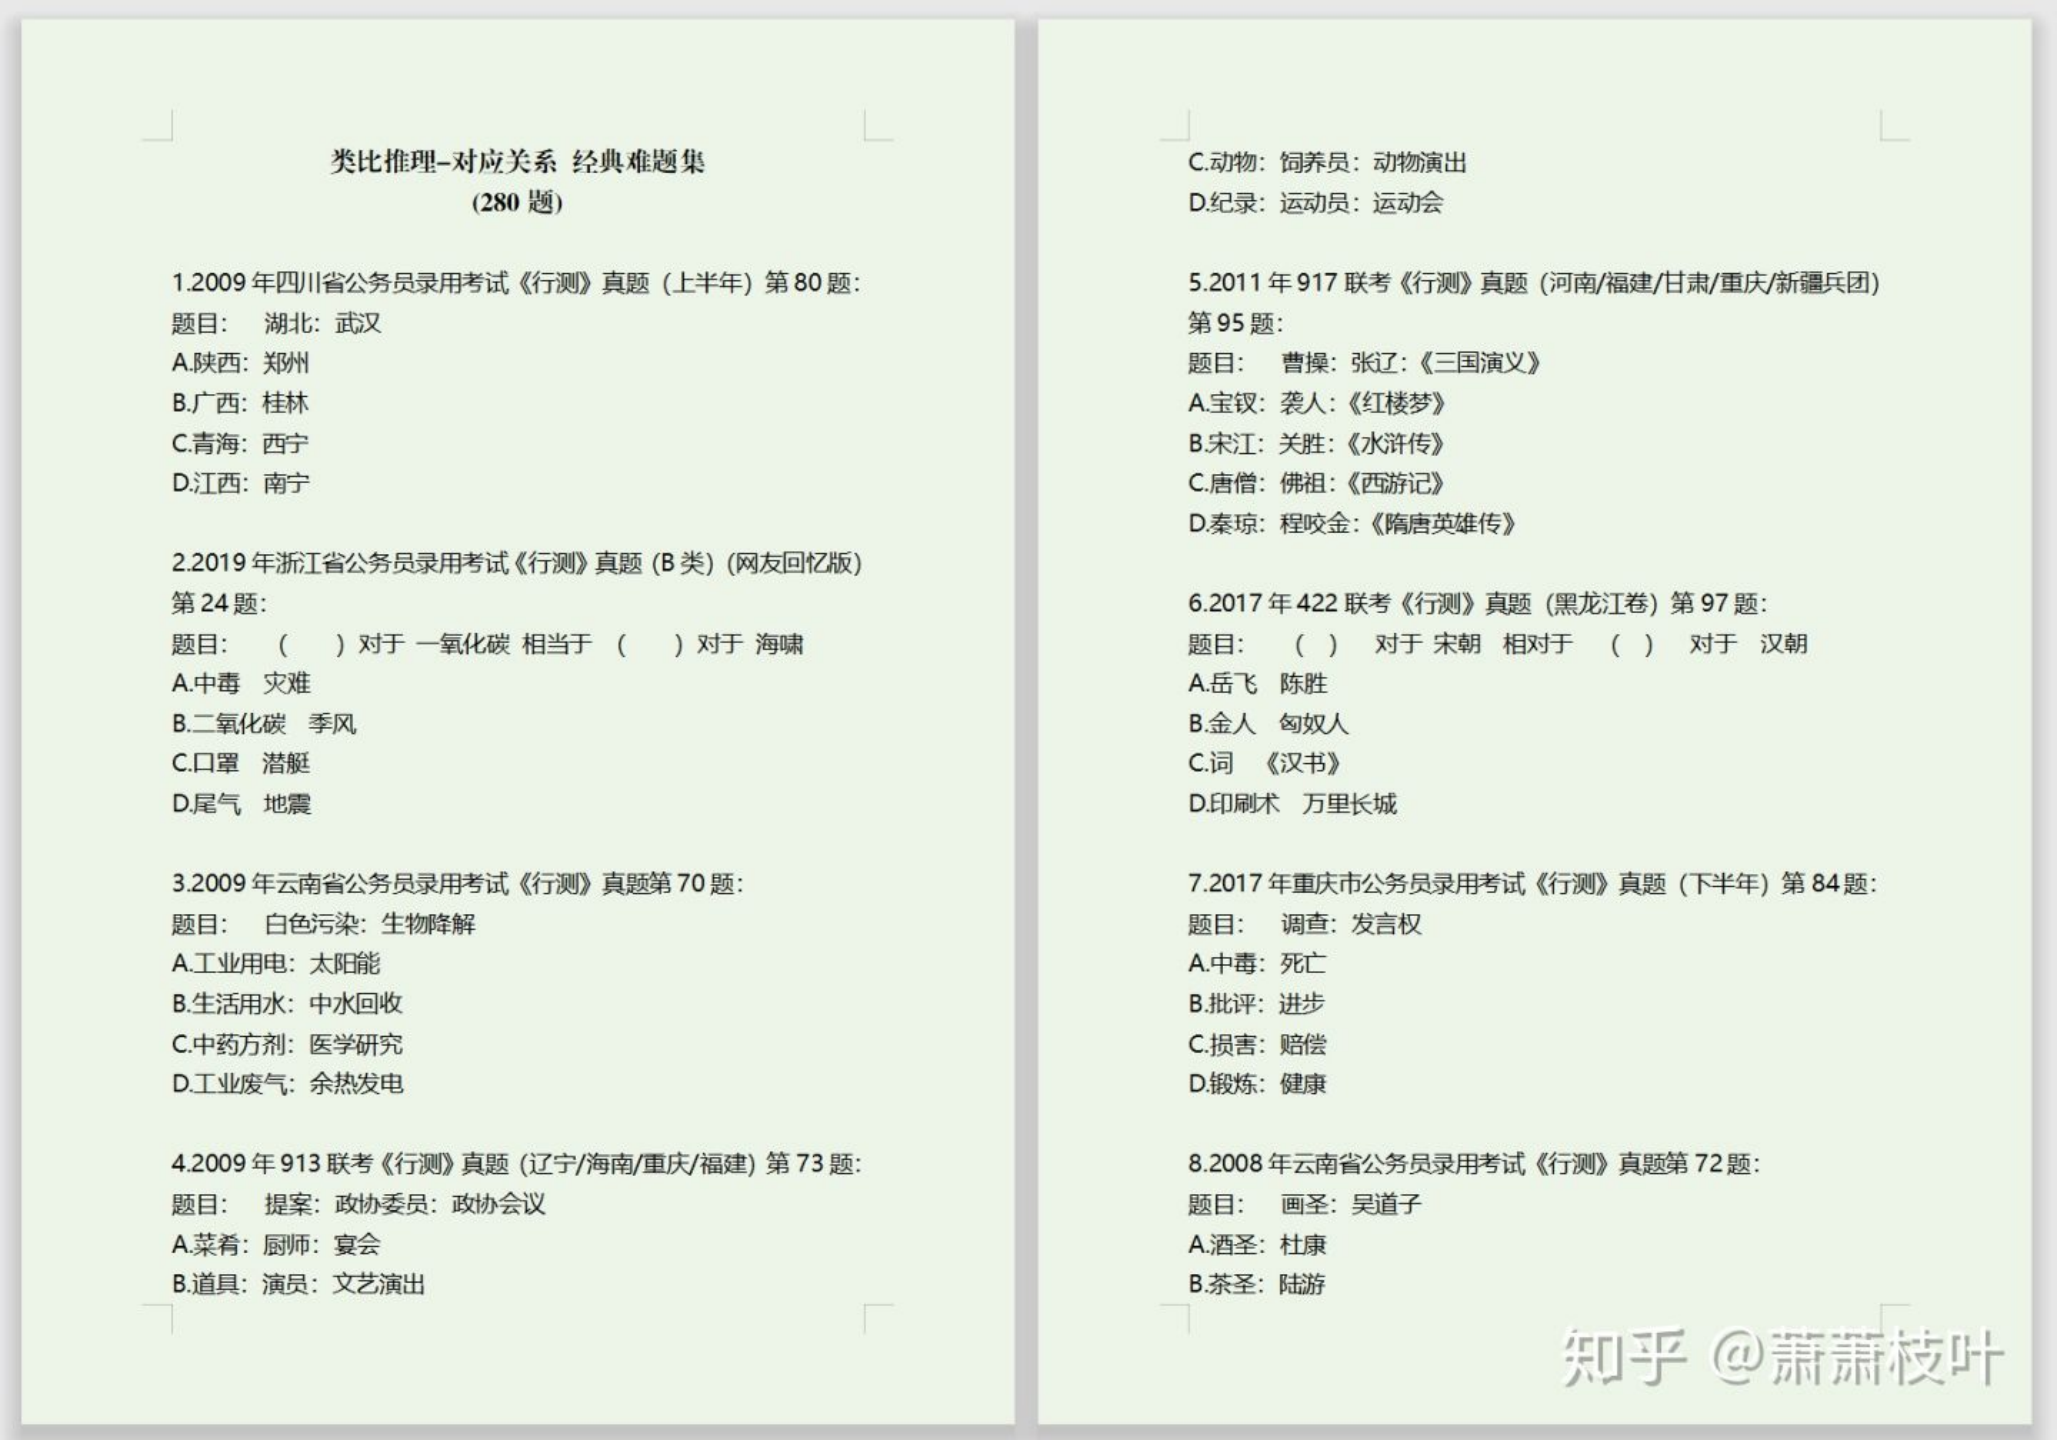 类比推理-对应关系 经典难题集
(280 题)
1.2009 年四川省公务员录用考试《行测》真题（上半年）第 80 题：
题目： 湖北：武汉
A.陕西：郑州
B.广西：桂林
C.青海：西宁
D.江西：南宁
2.2019 年浙江省公务员录用考试《行测》真题（B 类）（网友回忆版）
第 24 题：
题目： （ ）对于 一氧化碳 相当于 （ ）对于 海啸
A.中毒 灾难
B.二氧化碳 季风
C.口罩 潜艇
D.尾气 地震
3.2009 年云南省公务员录用考试《行测》真题第 70 题：
题目： 白色污染：生物降解
A.工业用电：太阳能
B.生活用水：中水回收
C.中药方剂：医学研究
D.工业废气：余热发电
4.2009 年 913 联考《行测》真题（辽宁/海南/重庆/福建）第 73 题：
题目： 提案：政协委员：政协会议
A.菜肴：厨师：宴会
B.道具：演员：文艺演出
C.动物：饲养员：动物演出
D.纪录：运动员：运动会
5.2011 年 917 联考《行测》真题（河南/福建/甘肃/重庆/新疆兵团）
第 95 题：
题目： 曹操：张辽：《三国演义》
A.宝钗：袭人：《红楼梦》
B.宋江：关胜：《水浒传》
C.唐僧：佛祖：《西游记》
D.秦琼：程咬金：《隋唐英雄传》
6.2017 年 422 联考《行测》真题（黑龙江卷）第 97 题：
题目： （ ） 对于 宋朝 相对于 （ ） 对于 汉朝
A.岳飞 陈胜
B.金人 匈奴人
C.词 《汉书》
D.印刷术 万里长城
7.2017 年重庆市公务员录用考试《行测》真题（下半年）第 84 题：
题目： 调查：发言权
A.中毒：死亡
B.批评：进步
C.损害：赔偿
D.锻炼：健康
8.2008 年云南省公务员录用考试《行测》真题第 72 题：
题目： 画圣：吴道子
A.酒圣：杜康
B.茶圣：陆游
知乎 @萧萧枝叶